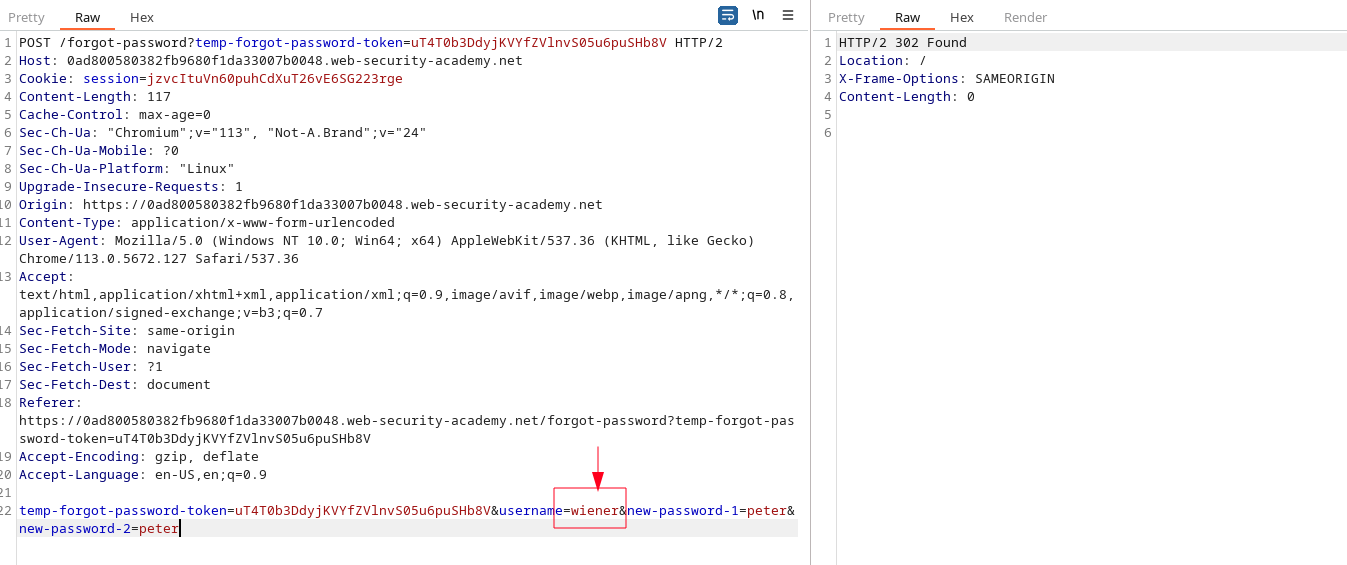 Pretty Raw Hex \n
1 POST /forgot-password?temp-forgot-password-token=uT4T0b3DdyjKVYfZVlnvS05u6puSHb8V HTTP/2
2 Host: 0ad800580382fb9680f1da33007b0048.web-security-academy.net
3 Cookie: session=jzvcItuVn60puhCdXuT26vE6SG223rge
4 Content-Length: 117
5 Cache-Control: max-age=0
6 Sec-Ch-Ua: "Chromium";v="113", "Not-A.Brand";v="24"
7 Sec-Ch-Ua-Mobile: ?0
8 Sec-Ch-Ua-Platform: "Linux"
9 Upgrade-Insecure-Requests: 1
10 Origin: https://0ad800580382fb9680f1da33007b0048.web-security-academy.net
11 Content-Type: application/x-www-form-urlencoded
12 User-Agent: Mozilla/5.0 (Windows NT 10.0; Win64; x64) AppleWebKit/537.36 (KHTML, like Gecko)
Chrome/113.0.5672.127 Safari/537.36
13 Accept:
text/html,application/xhtml+xml,application/xml;q=0.9,image/avif,image/webp,image/apng,*/*;q=0.8,
application/signed-exchange;v=b3;q=0.7
14 Sec-Fetch-Site: same-origin
15 Sec-Fetch-Mode: navigate
16 Sec-Fetch-User: ?1
17 Sec-Fetch-Dest: document
18 Referer:
https://0ad800580382fb9680f1da33007b0048.web-security-academy.net/forgot-password?temp-forgot-pas
sword-token=uT4T0b3DdyjKVYfZVlnvS05u6puSHb8V
19 Accept-Encoding: gzip, deflate
20 Accept-Language: en-US,en;q=0.9
21
22 temp-forgot-password-token=uT4T0b3DdyjKVYfZVlnvS05u6puSHb8V&username=wiener&new-password-1=peter&
new-password-2=peter
Pretty Raw Hex Render
1 HTTP/2 302 Found
2 Location: /
3 X-Frame-Options: SAMEORIGIN
4 Content-Length: 0
5
6